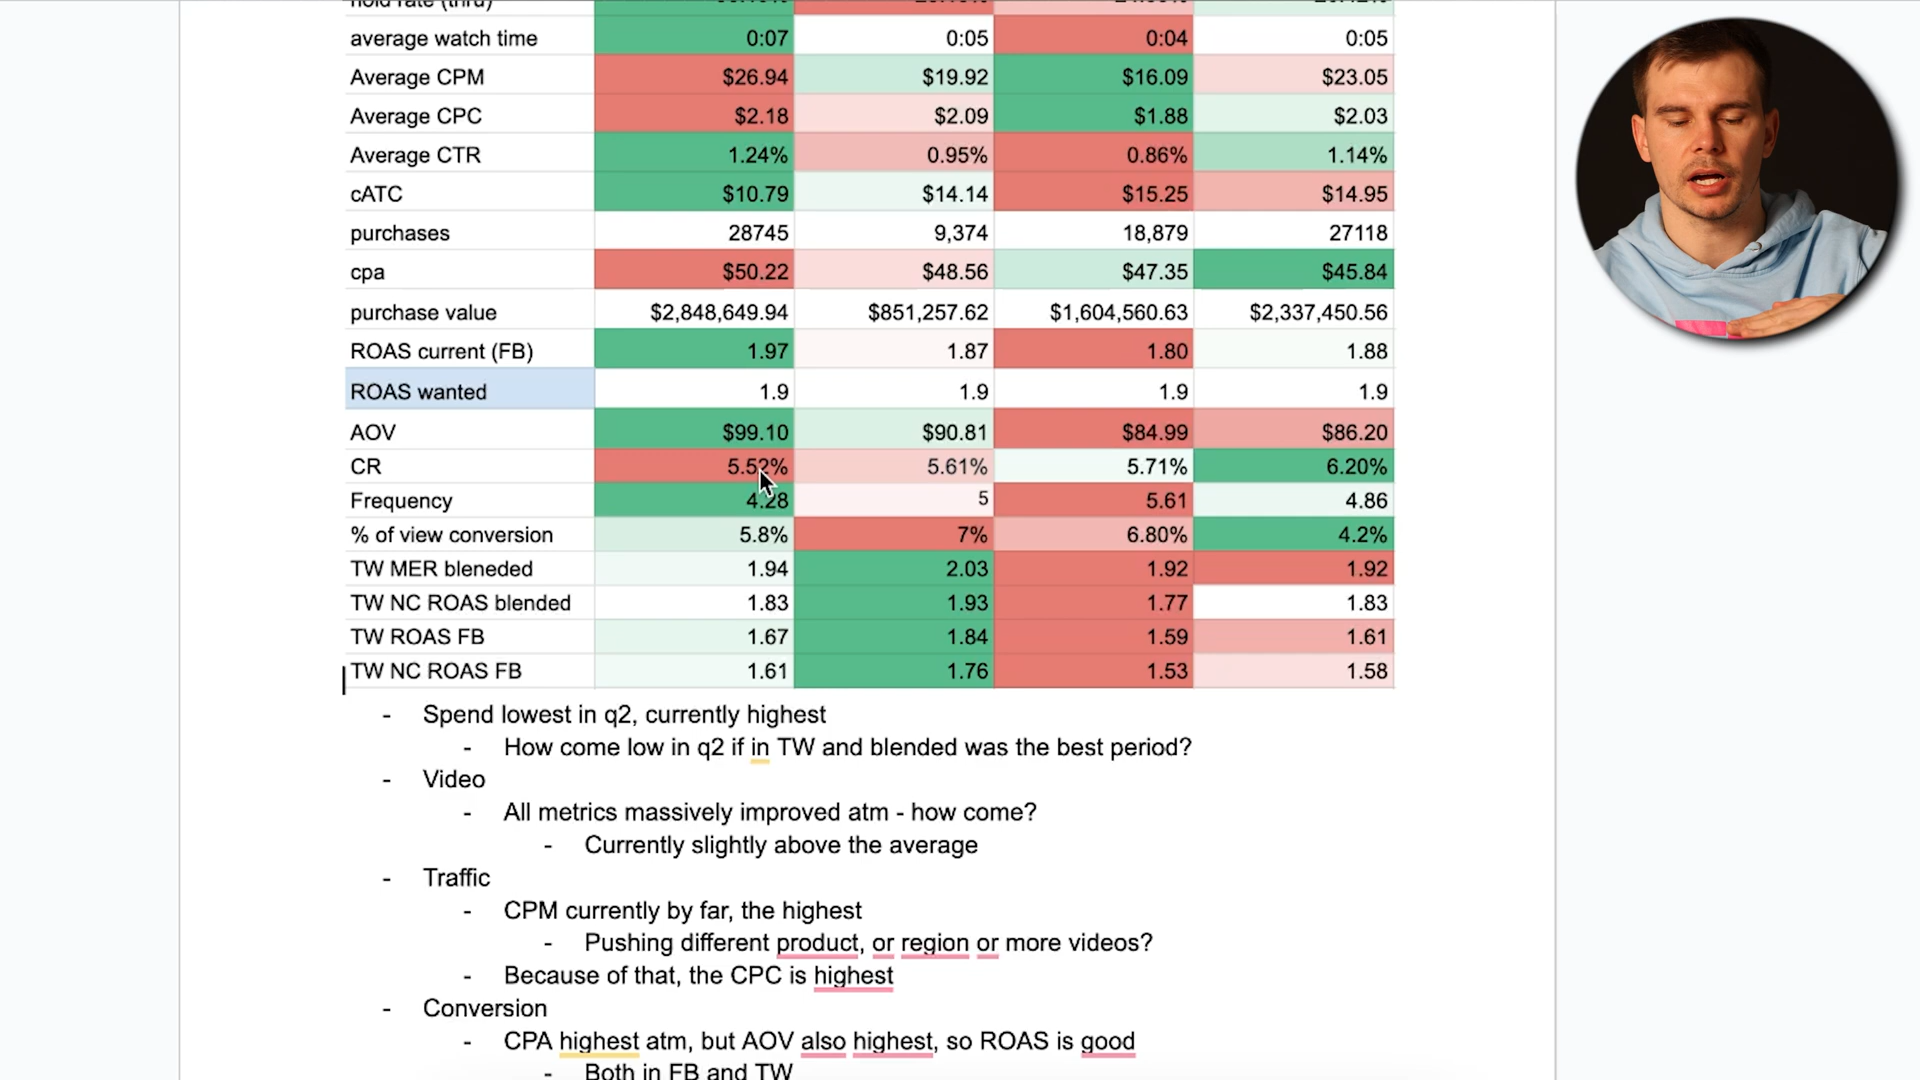 hold rate (thru)
average watch time 0:07 0:05 0:04 0:05
Average CPM $26.94 $19.92 $16.09 $23.05
Average CPC $2.18 $2.09 $1.88 $2.03
Average CTR 1.24% 0.95% 0.86% 1.14%
cATC $10.79 $14.14 $15.25 $14.95
purchases 28745 9,374 18,879 27118
cpa $50.22 $48.56 $47.35 $45.84
purchase value $2,848,649.94 $851,257.62 $1,604,560.63 $2,337,450.56
ROAS current (FB) 1.97 1.87 1.80 1.88
ROAS wanted 1.9 1.9 1.9 1.9
AOV $99.10 $90.81 $84.99 $86.20
CR 5.52% 5.61% 5.71% 6.20%
Frequency 4.28 5 5.61 4.86
% of view conversion 5.8% 7% 6.80% 4.2%
TW MER bleneded 1.94 2.03 1.92 1.92
TW NC ROAS blended 1.83 1.93 1.77 1.83
TW ROAS FB 1.67 1.84 1.59 1.61
TW NC ROAS FB 1.61 1.76 1.53 1.58
- Spend lowest in q2, currently highest
- How come low in q2 if in TW and blended was the best period?
- Video
- All metrics massively improved atm - how come?
- Currently slightly above the average
- Traffic
- CPM currently by far, the highest
- Pushing different product, or region or more videos?
- Because of that, the CPC is highest
- Conversion
- CPA highest atm, but AOV also highest, so ROAS is good
- Both in FB and TW